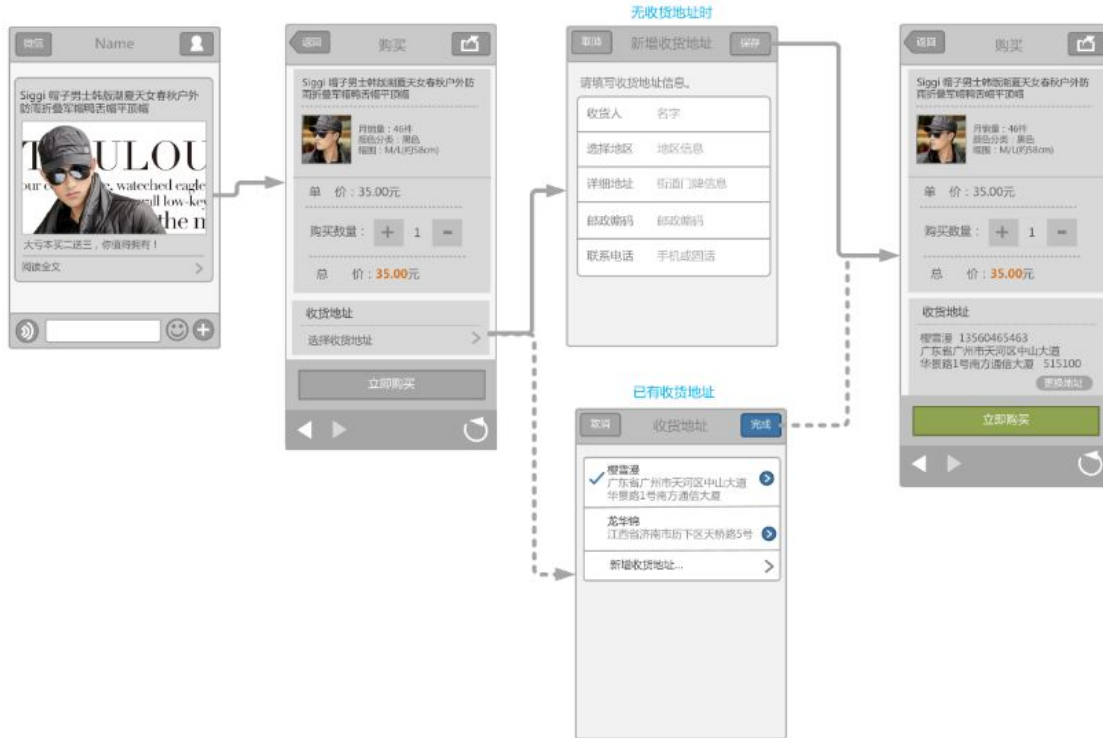 无收货地址时
微信
Name
Siggi 帽子男士韩版潮夏天女春秋户外
防雨折叠军帽鸭舌帽平顶帽
ULOU
watched eagle
low-key
the m
大亏本买二送三，你值得拥有！
阅读全文
返回
购买
Siggi 帽子男士韩版潮夏天女春秋户外防
雨折叠军帽鸭舌帽平顶帽
月销量：46件
颜色分类：黑色
帽围：M/L(约58cm)
单 价：35.00元
购买数量： + 1 -
总 价：35.00元
收货地址
选择收货地址
立即购买
取消
新增收货地址
保存
请填写收货地址信息。
收货人 名字
选择地区 地区信息
详细地址 街道门牌信息
邮政编码 邮政编码
联系电话 手机或固话
已有收货地址
取消
收货地址
完成
樱雪漫
广东省广州市天河区中山大道
华景路1号南方通信大厦
龙华锦
江西省济南市历下区天桥路5号
新增收货地址...
返回
购买
Siggi 帽子男士韩版潮夏天女春秋户外防
雨折叠军帽鸭舌帽平顶帽
月销量：46件
颜色分类：黑色
帽围：M/L(约58cm)
单 价：35.00元
购买数量： + 1 -
总 价：35.00元
收货地址
樱雪漫 13560465463
广东省广州市天河区中山大道
华景路1号南方通信大厦 515100
更换地址
立即购买